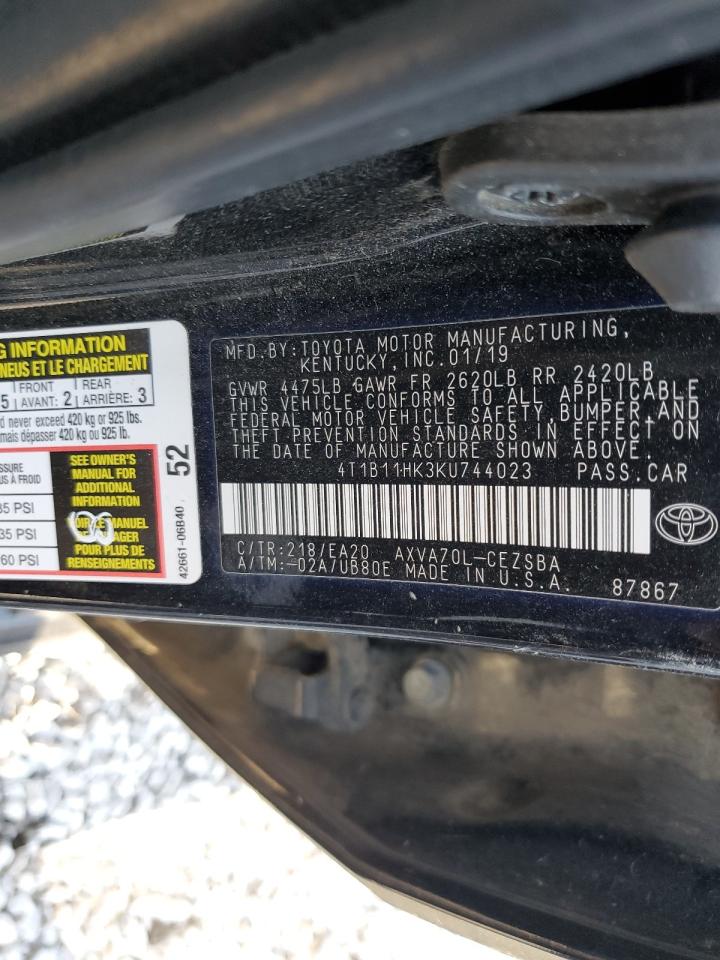 MFD.BY:TOYOTA MOTOR MANUFACTURING,
KENTUCKY, INC. 01/19
GVWR 4475LB GAWR FR 2620LB RR 2420LB
THIS VEHICLE CONFORMS TO ALL APPLICABLE
FEDERAL MOTOR VEHICLE SAFETY, BUMPER,AND
THEFT PREVENTION STANDARDS IN EFFECT ON
THE DATE OF MANUFACTURE SHOWN ABOVE.
4T1B11HK3KU744023 PASS.CAR
C/TR:218/EA20 AXVA70L-CEZSBA
A/TM:-02A/UB80E MADE IN U.S.A. 87867
G INFORMATION
NEUS ET LE CHARGEMENT
5 FRONT AVANT: 2 REAR ARRIÈRE: 3
d never exceed 420 kg or 925 lbs.
mais dépasser 420 kg ou 925 lb.
SSURE
US À FROID
35 PSI
35 PSI
60 PSI
SEE OWNER'S
MANUAL FOR
ADDITIONAL
INFORMATION
MANUEL
POUR PLUS DE
RENSEIGNEMENTS
52
42661-06B40